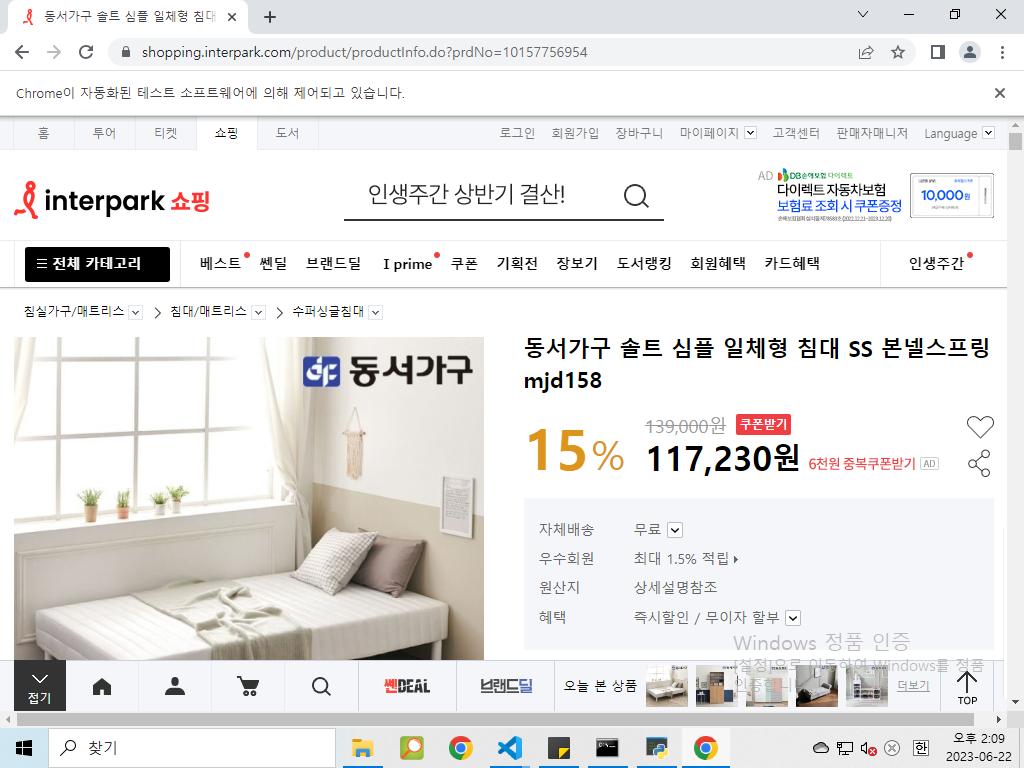 동서가구 솔트 심플 일체형 침대
shopping.interpark.com/product/productInfo.do?prdNo=10157756954
Chrome이 자동화된 테스트 소프트웨어에 의해 제어되고 있습니다.
홈 투어 티켓 쇼핑 도서 로그인 회원가입 장바구니 마이페이지 고객센터 판매자매니저 Language
interpark 쇼핑
인생주간 상반기 결산!
AD DB손해보험 다이렉트
다이렉트 자동차보험
보험료 조회 시 쿠폰증정
10,000원
전체 카테고리 베스트 쎈딜 브랜드딜 I prime 쿠폰 기획전 장보기 도서랭킹 회원혜택 카드혜택 인생주간
침실가구/매트리스 침대/매트리스 수퍼싱글침대
동서가구
동서가구 솔트 심플 일체형 침대 SS 본넬스프링
mjd158
15%
139,000원 쿠폰받기
117,230원 6천원 중복쿠폰받기 AD
자체배송 무료
우수회원 최대 1.5% 적립
원산지 상세설명참조
혜택 즉시할인 / 무이자 할부
Windows 정품 인증
[설정]으로 이동하여 Windows를 정품
인증합니다.
접기
쎈DEAL
브랜드딜
오늘 본 상품
더보기
TOP
찾기
한
오후 2:09
2023-06-22